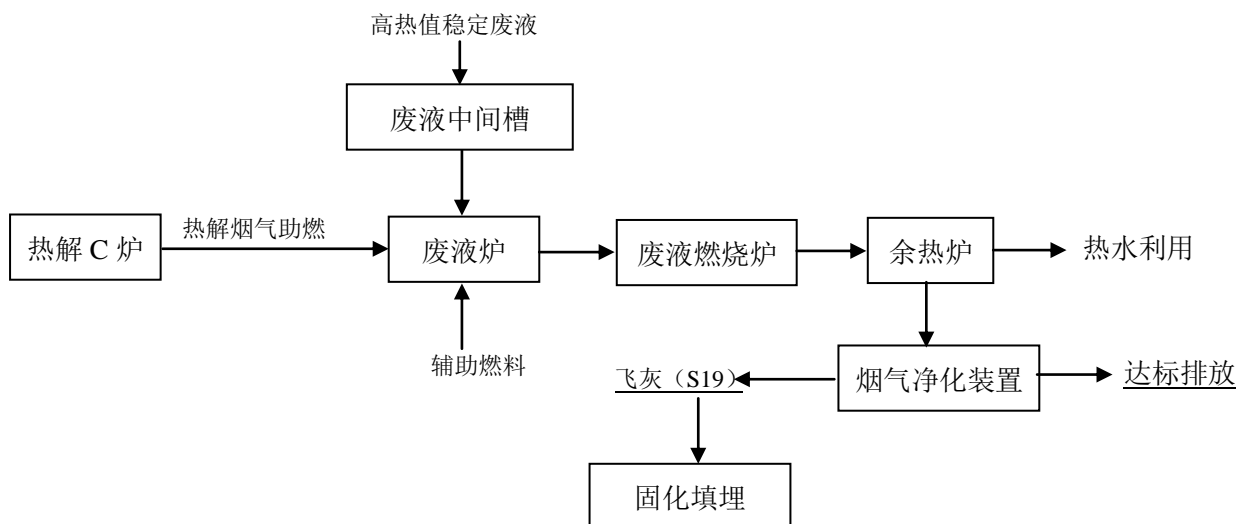 高热值稳定废液
废液中间槽
热解 C 炉
热解烟气助燃
废液炉
废液燃烧炉
余热炉
热水利用
辅助燃料
飞灰（S19）
烟气净化装置
达标排放
固化填埋